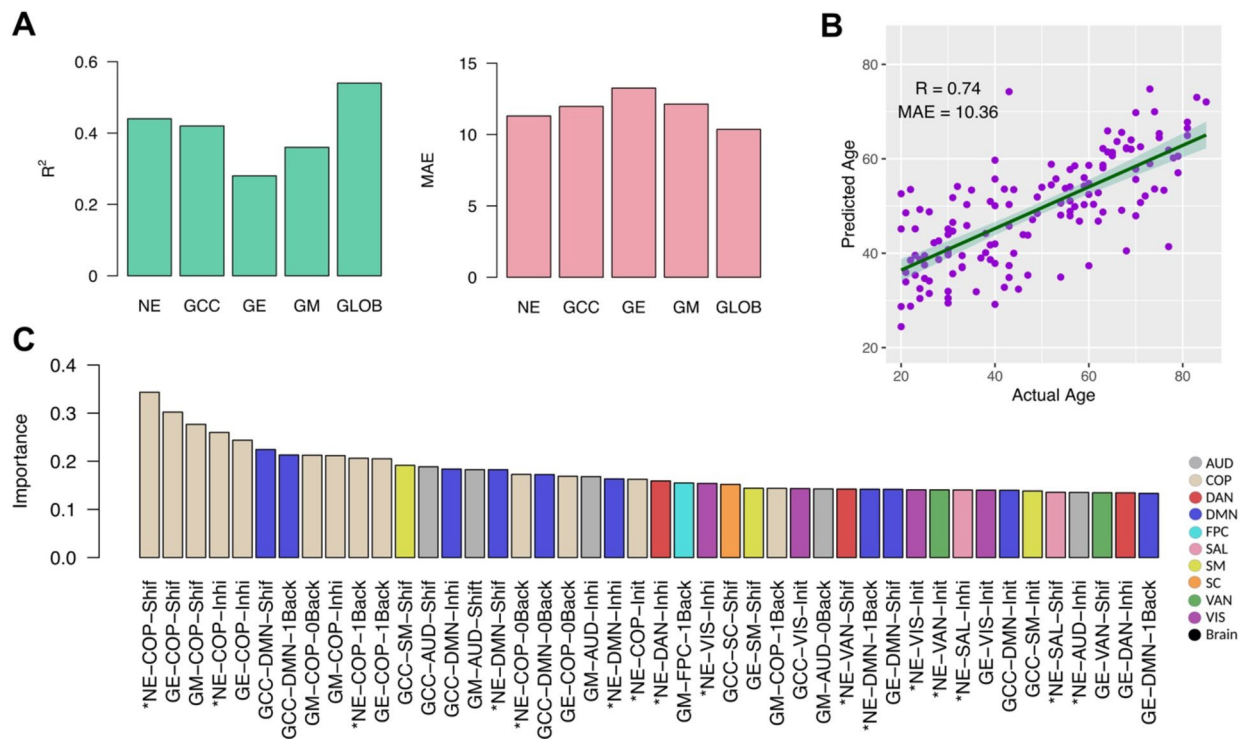 A
R²
0.6
0.4
0.2
0
NE GCC GE GM GLOB
MAE
15
10
5
0
NE GCC GE GM GLOB
B
R = 0.74
MAE = 10.36
Predicted Age
80
60
40
20
20 40 60 80
Actual Age
C
Importance
0.4
0.3
0.2
0.1
0.0
*NE−COP−Shif
GE−COP−Shif
GM−COP−Shif
*NE−COP−Inhi
GE−COP−Inhi
GCC−DMN−Shif
GCC−DMN−1Back
GM−COP−0Back
GM−COP−Inhi
*NE−COP−1Back
GE−COP−1Back
GCC−SM−Shif
GCC−AUD−Shif
GCC−DMN−Inhi
GM−AUD−Shift
*NE−DMN−Shif
*NE−COP−0Back
GCC−DMN−0Back
GE−COP−0Back
GM−AUD−Inhi
*NE−DMN−Inhi
*NE−COP−Init
*NE−DAN−Inhi
GM−FPC−1Back
*NE−VIS−Inhi
GCC−SC−Shif
GE−SM−Shif
GM−COP−1Back
GCC−VIS−Init
GM−AUD−0Back
*NE−VAN−Shif
*NE−DMN−1Back
GE−DMN−Shif
*NE−VIS−Init
*NE−VAN−Init
*NE−SAL−Inhi
GE−VIS−Init
GCC−DMN−Init
GCC−SM−Init
*NE−SAL−Shif
*NE−AUD−Inhi
GE−VAN−Shif
GE−DAN−Inhi
GE−DMN−1Back
AUD
COP
DAN
DMN
FPC
SAL
SM
SC
VAN
VIS
Brain